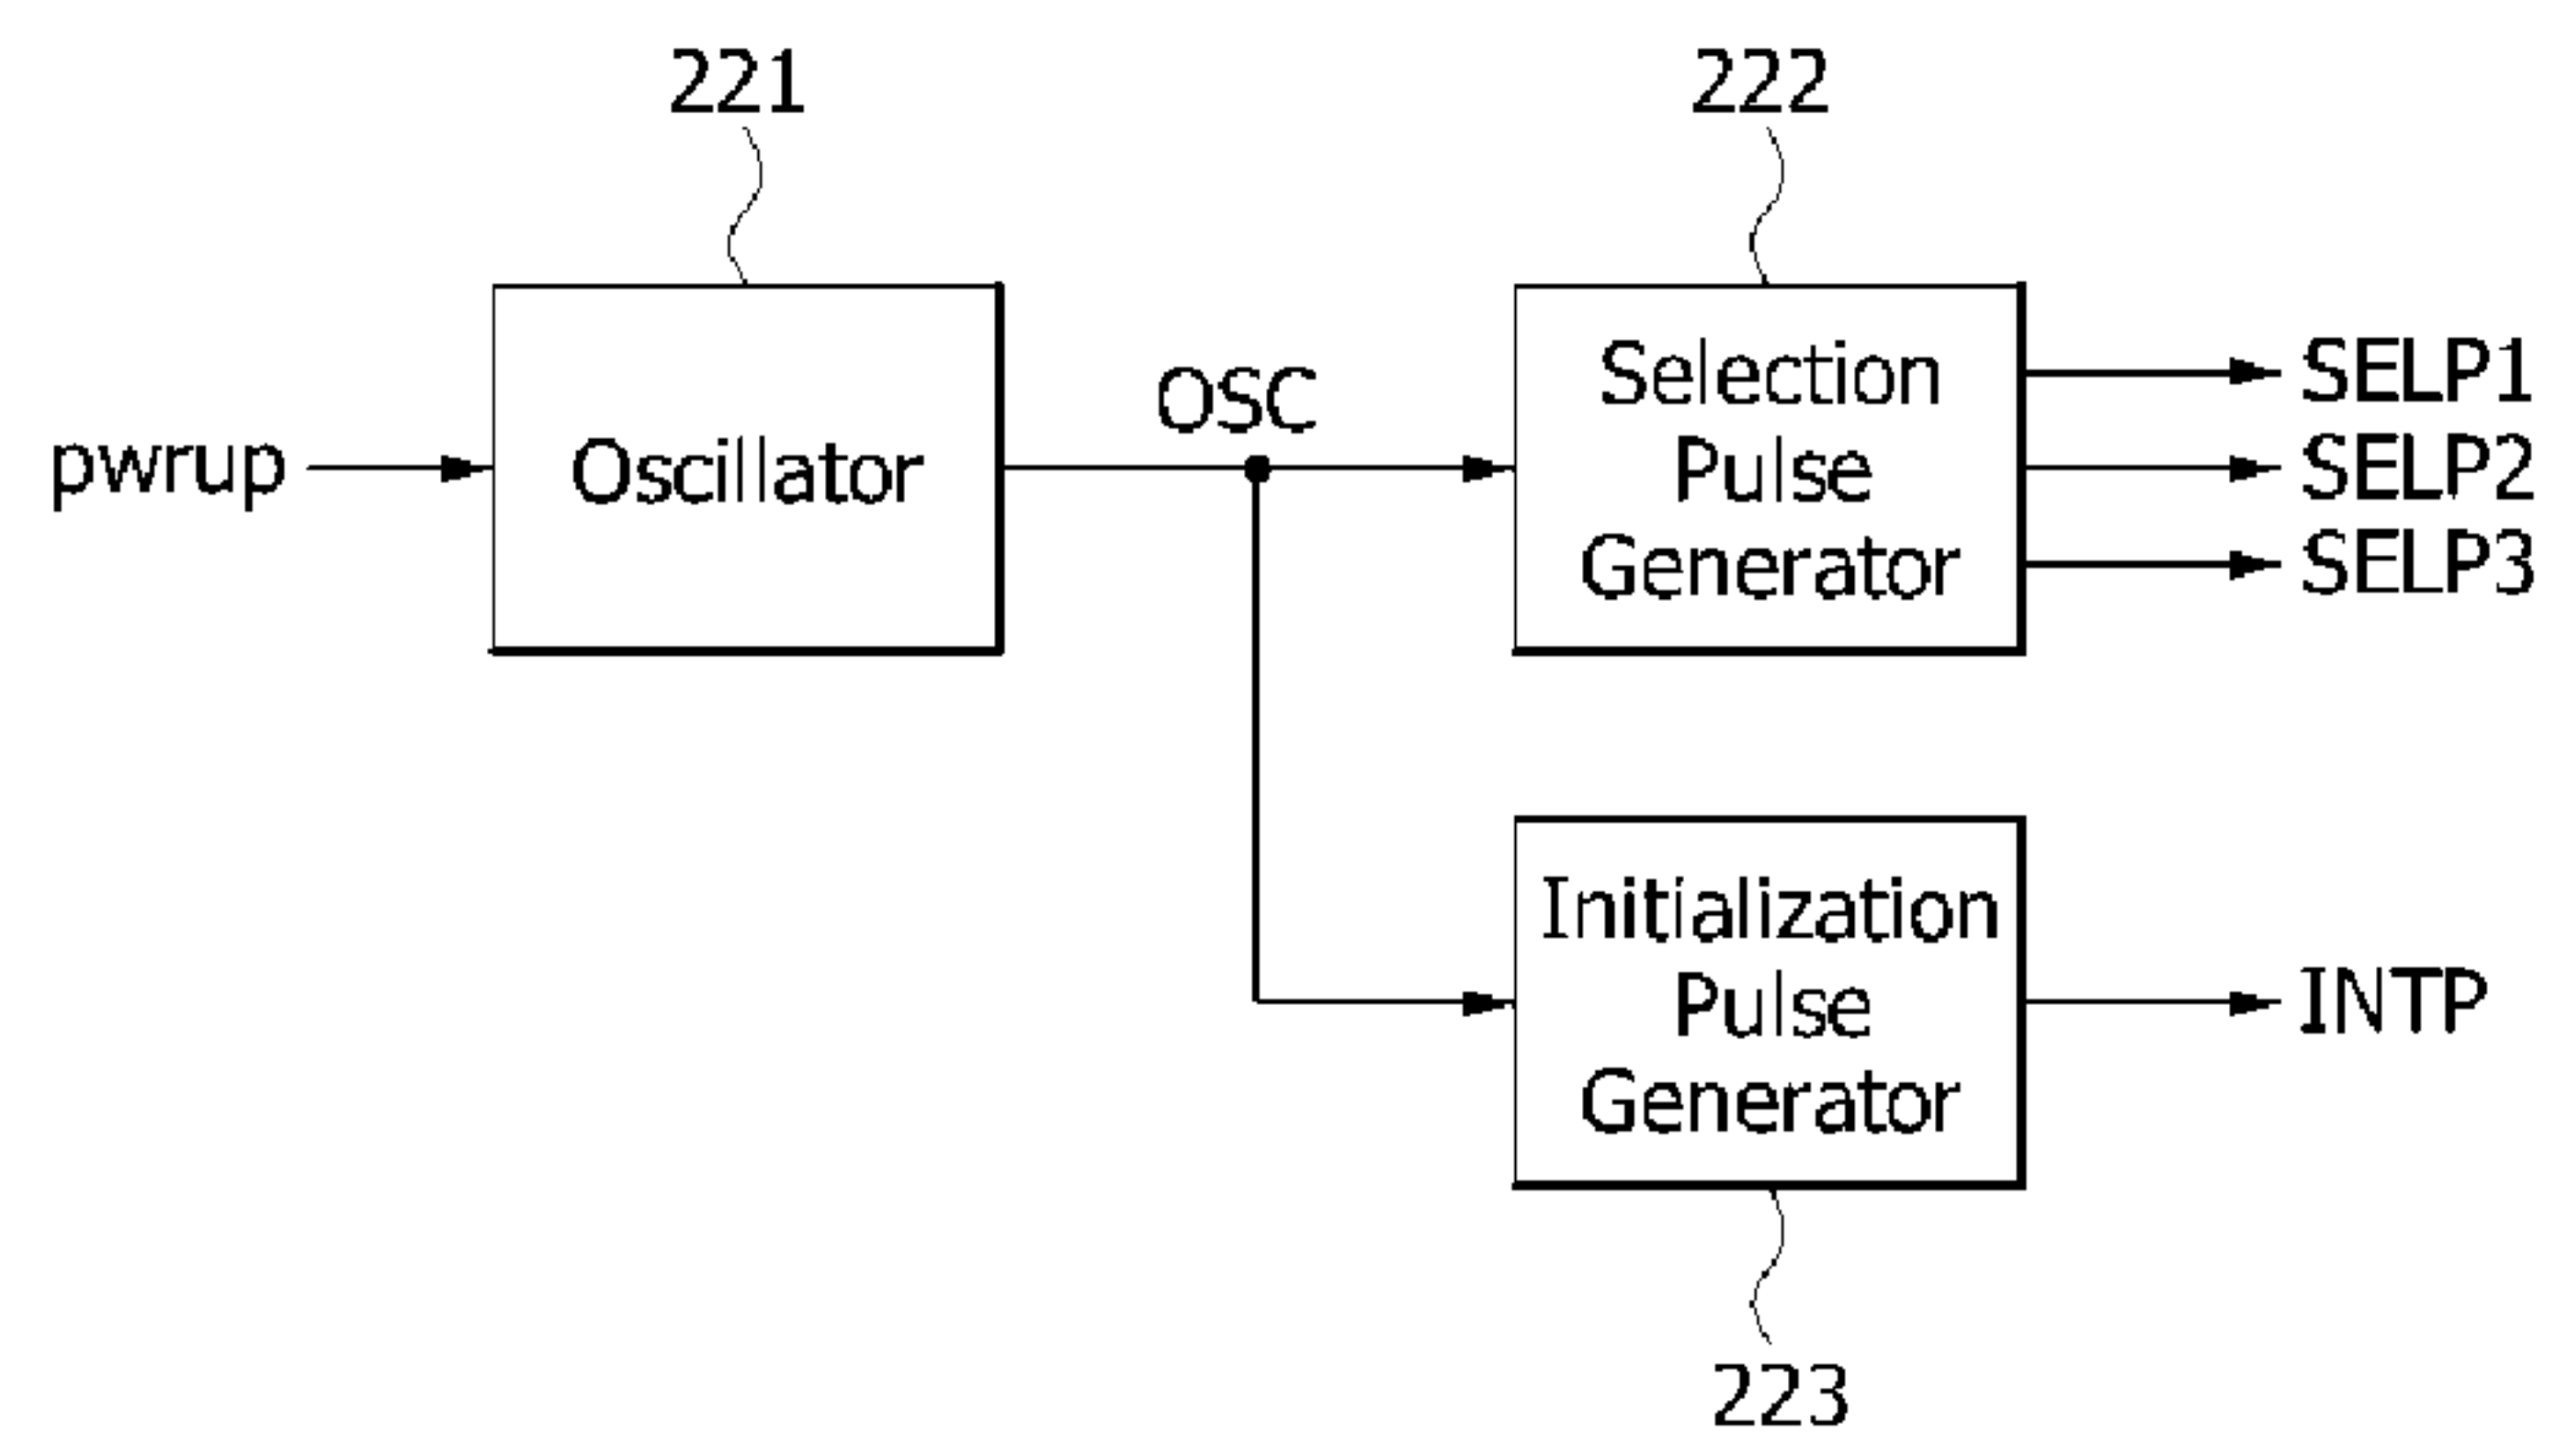 221
222
pwrup
Oscillator
OSC
Selection
Pulse
Generator
SELP1
SELP2
SELP3
Initialization
Pulse
Generator
INTP
223